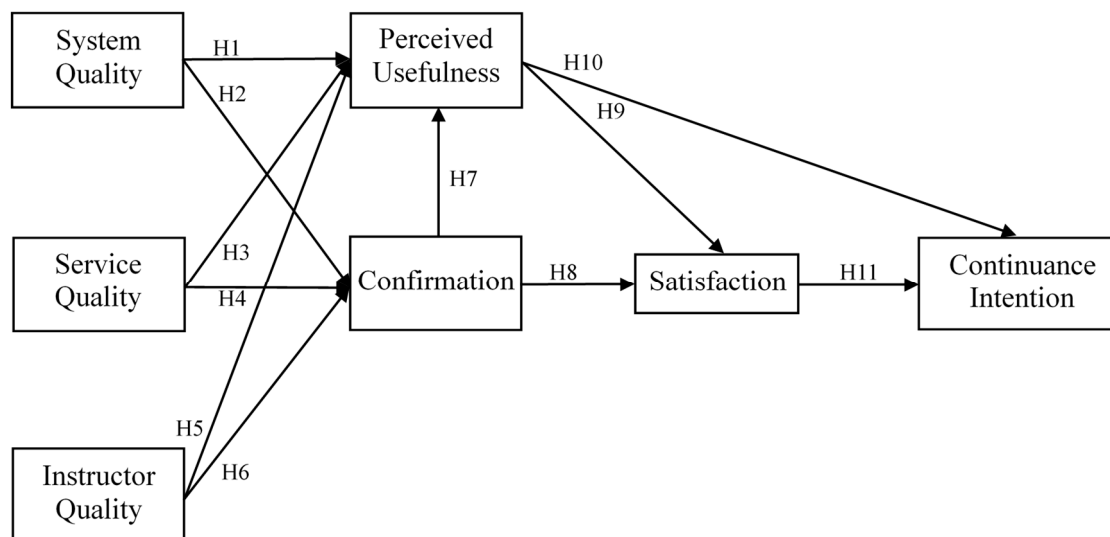 System
Quality
H1
Perceived
Usefulness
H10
H2
H9
H7
Service
Quality
H3
H4
Confirmation
H8
Satisfaction
H11
Continuance
Intention
H5
H6
Instructor
Quality